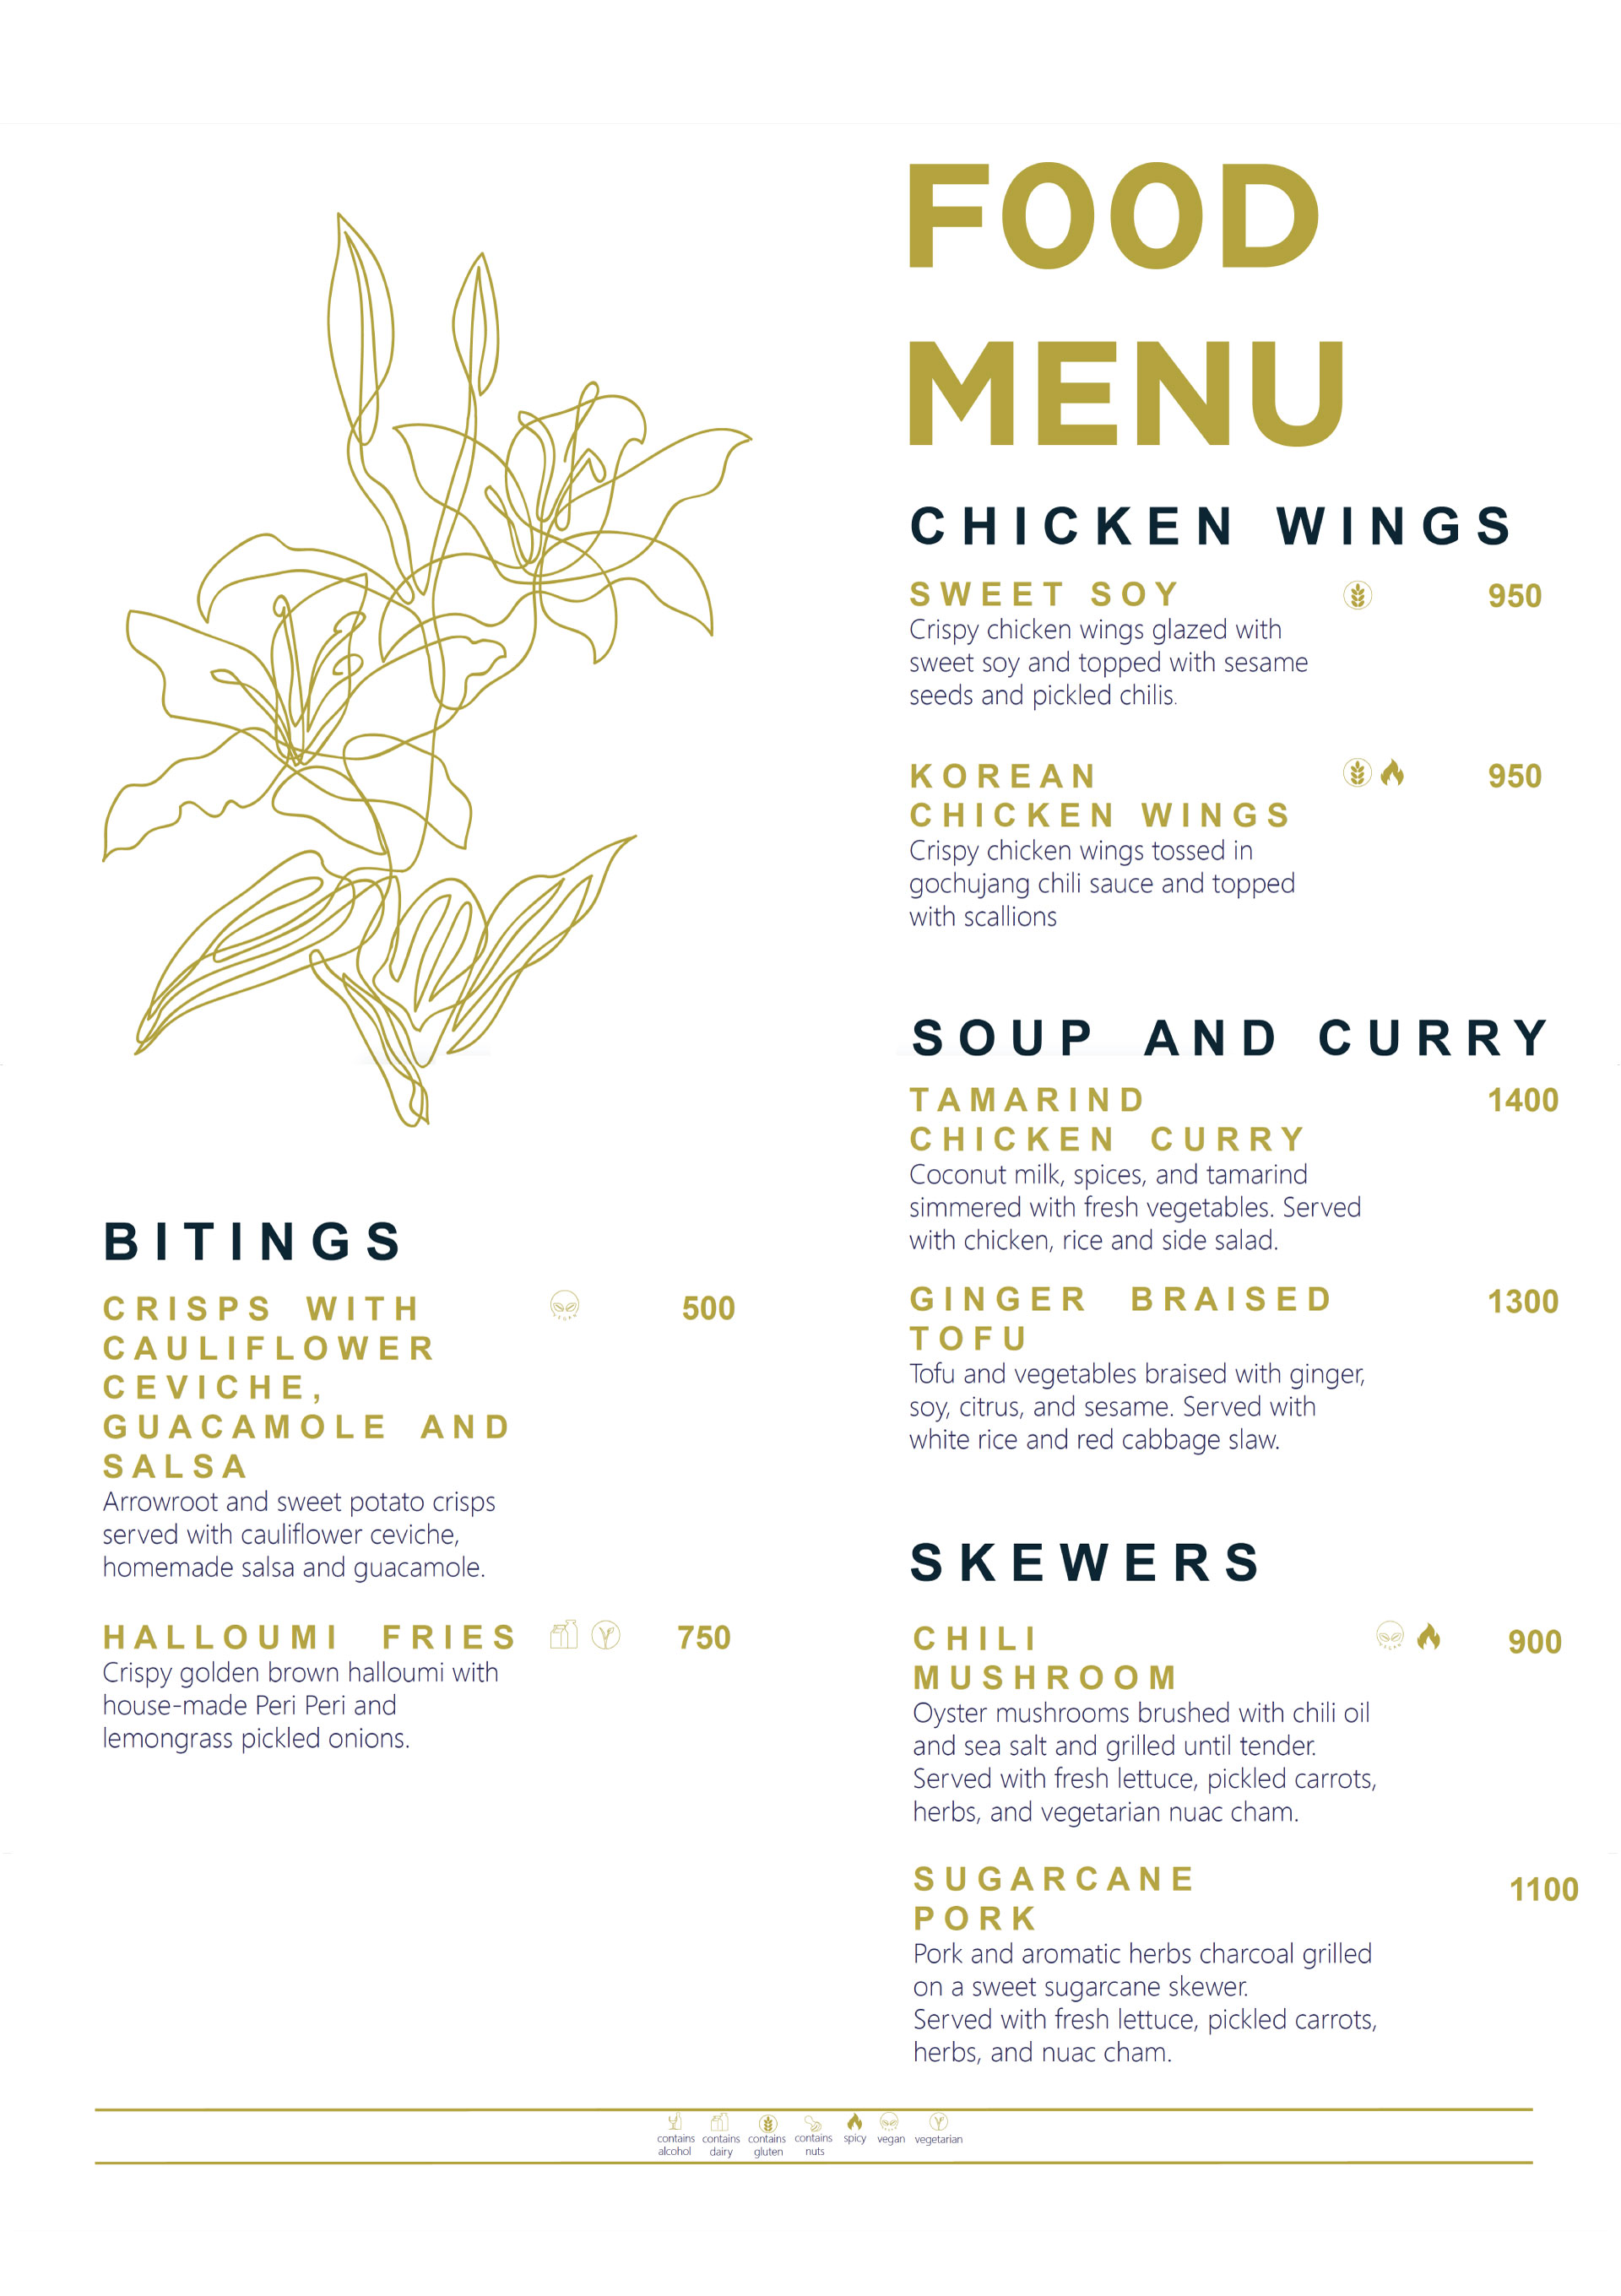 FOOD
MENU
CHICKEN WINGS
SWEET SOY 950
Crispy chicken wings glazed with
sweet soy and topped with sesame
seeds and pickled chilis.
KOREAN 950
CHICKEN WINGS
Crispy chicken wings tossed in
gochujang chili sauce and topped
with scallions
SOUP AND CURRY
TAMARIND 1400
CHICKEN CURRY
Coconut milk, spices, and tamarind
simmered with fresh vegetables. Served
with chicken, rice and side salad.
GINGER BRAISED 1300
TOFU
Tofu and vegetables braised with ginger,
soy, citrus, and sesame. Served with
white rice and red cabbage slaw.
SKEWERS
CHILI 900
MUSHROOM
Oyster mushrooms brushed with chili oil
and sea salt and grilled until tender.
Served with fresh lettuce, pickled carrots,
herbs, and vegetarian nuac cham.
SUGARCANE 1100
PORK
Pork and aromatic herbs charcoal grilled
on a sweet sugarcane skewer.
Served with fresh lettuce, pickled carrots,
herbs, and nuac cham.
BITINGS
CRISPS WITH VEGAN 500
CAULIFLOWER
CEVICHE,
GUACAMOLE AND
SALSA
Arrowroot and sweet potato crisps
served with cauliflower ceviche,
homemade salsa and guacamole.
HALLOUMI FRIES 750
Crispy golden brown halloumi with
house-made Peri Peri and
lemongrass pickled onions.
contains contains contains contains spicy vegan vegetarian
alcohol dairy gluten nuts